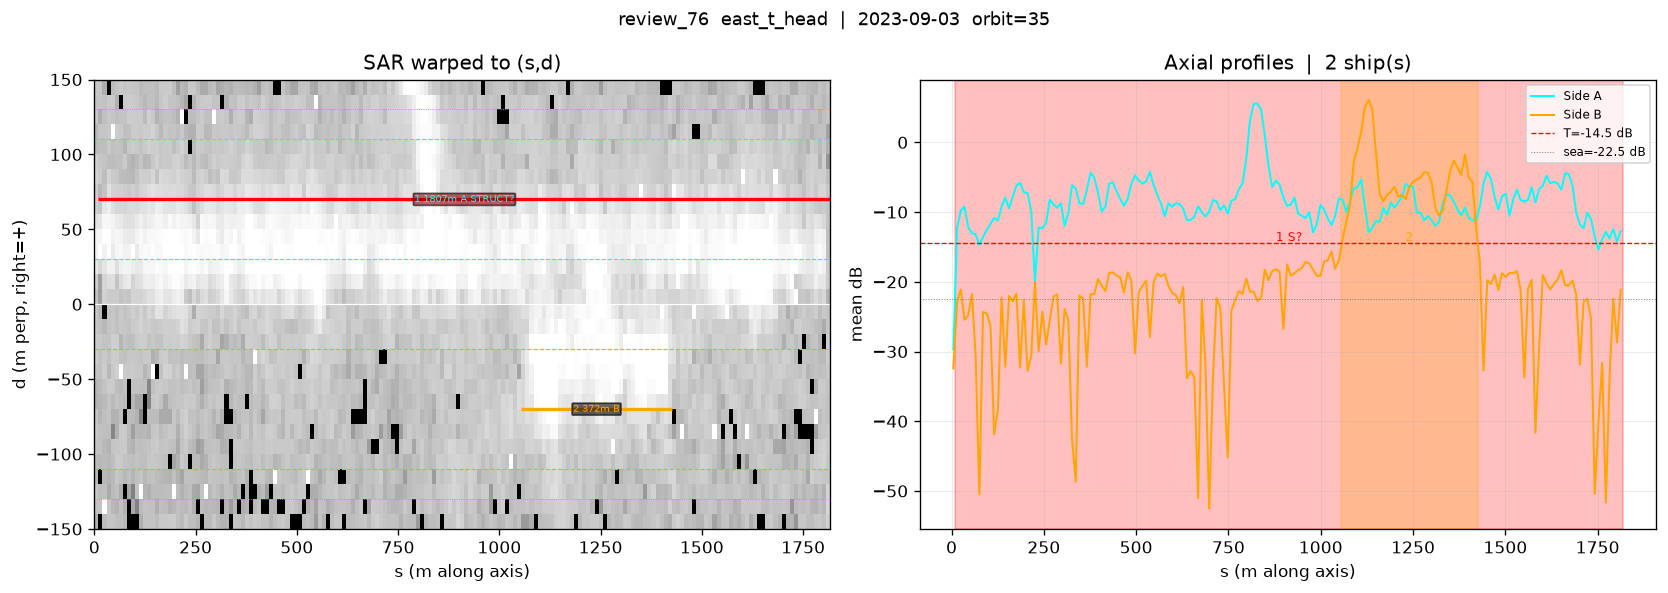 review_76  east_t_head  |  2023-09-03  orbit=35
SAR warped to (s,d)
150
100
50
0
−50
−100
−150
d (m perp, right=+)
1 1807m A STRUCT?
2 372m B
0
250
500
750
1000
1250
1500
1750
s (m along axis)
Axial profiles  |  2 ship(s)
Side A
Side B
T=-14.5 dB
sea=-22.5 dB
1 S?
2
0
−10
−20
−30
−40
−50
mean dB
0
250
500
750
1000
1250
1500
1750
s (m along axis)